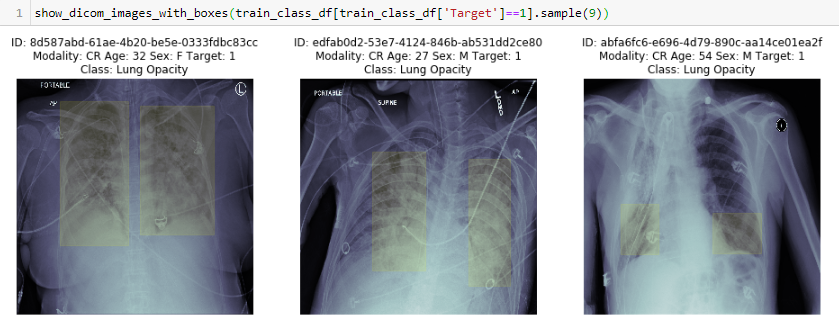 1 show_dicom_images_with_boxes(train_class_df[train_class_df['Target']==1].sample(9))
ID: 8d587abd-61ae-4b20-be5e-0333fdbc83cc
Modality: CR Age: 32 Sex: F Target: 1
Class: Lung Opacity
ID: edfab0d2-53e7-4124-846b-ab531dd2ce80
Modality: CR Age: 27 Sex: M Target: 1
Class: Lung Opacity
ID: abfa6fc6-e696-4d79-890c-aa14ce01ea2f
Modality: CR Age: 54 Sex: M Target: 1
Class: Lung Opacity
PORTABLE
AP
L
PORTABLE
SUPINE
AP